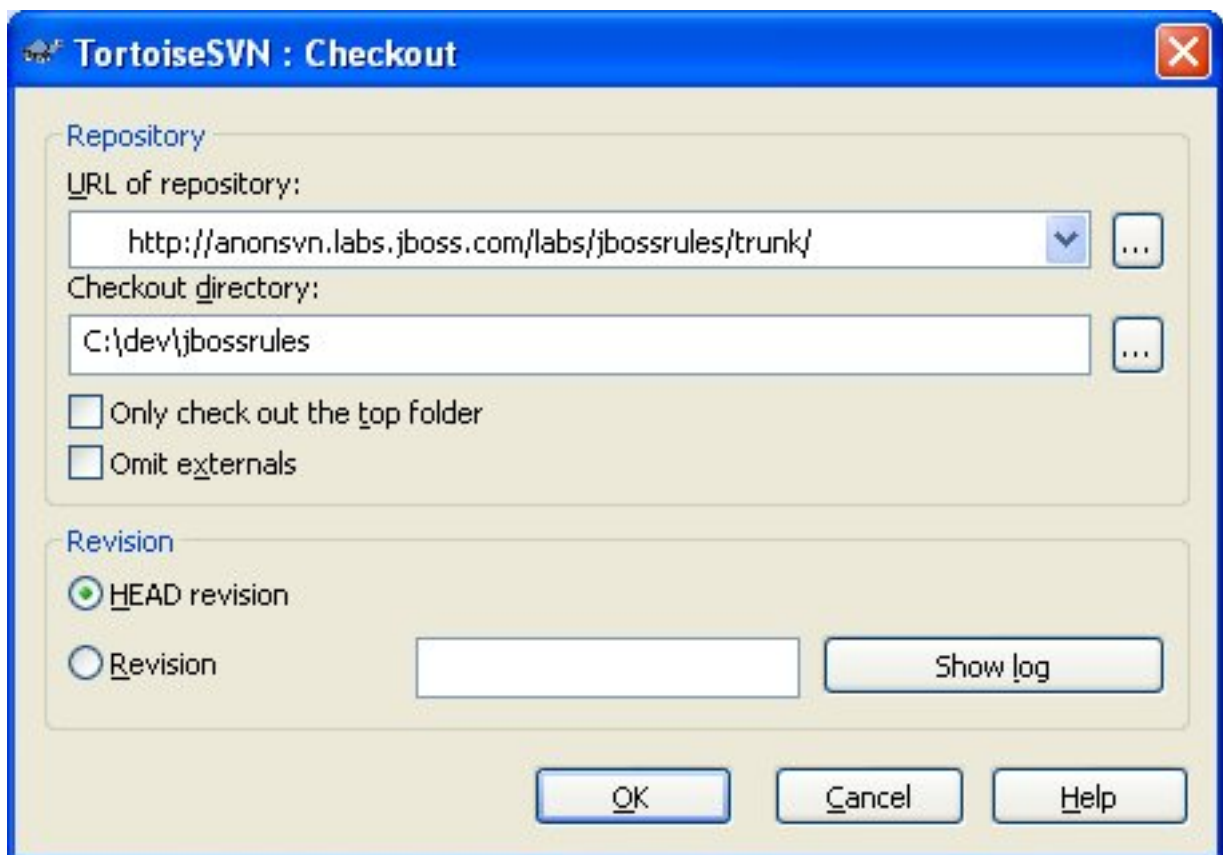 TortoiseSVN : Checkout
Repository
URL of repository:
http://anonsvn.labs.jboss.com/labs/jbossrules/trunk/
...
Checkout directory:
C:\dev\jbossrules
...
Only check out the top folder
Omit externals
Revision
HEAD revision
Revision
Show log
OK
Cancel
Help